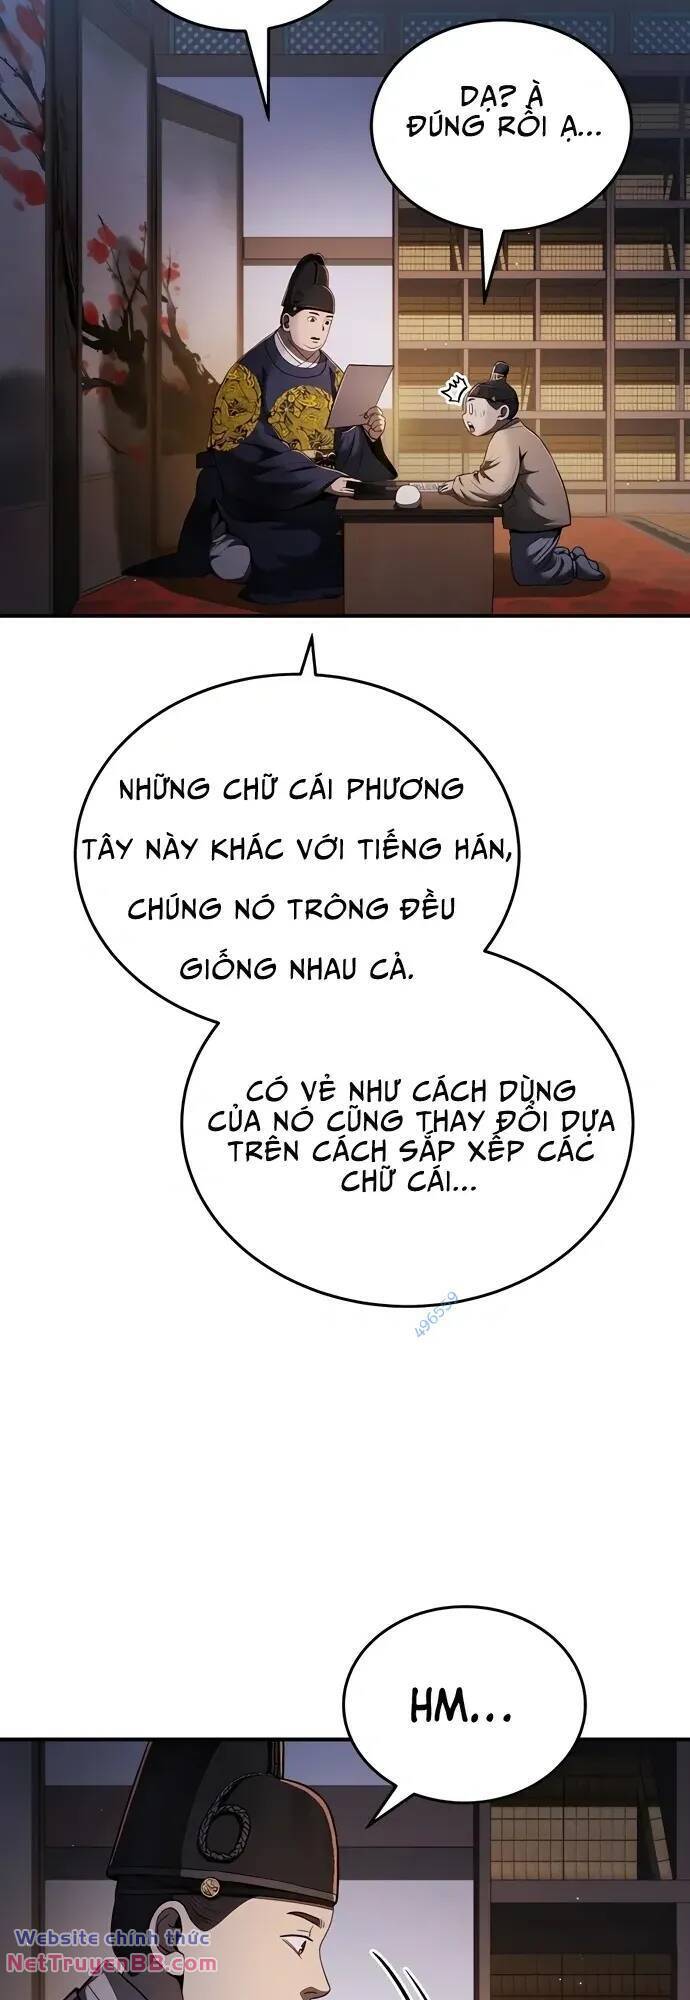 DẠ? À
ĐÚNG RỒI Ạ...
NHỮNG CHỮ CÁI PHƯƠNG
TÂY NÀY KHÁC VỚI TIẾNG HÁN,
CHÚNG NÓ TRÔNG ĐỀU
GIỐNG NHAU CẢ.
CÓ VẺ NHƯ CÁCH DÙNG
CỦA NÓ CŨNG THAY ĐỔI DỰA
TRÊN CÁCH SẮP XẾP CÁC
CHỮ CÁI...
496559
HM...
Website chính thức
NetTruyenBB.com